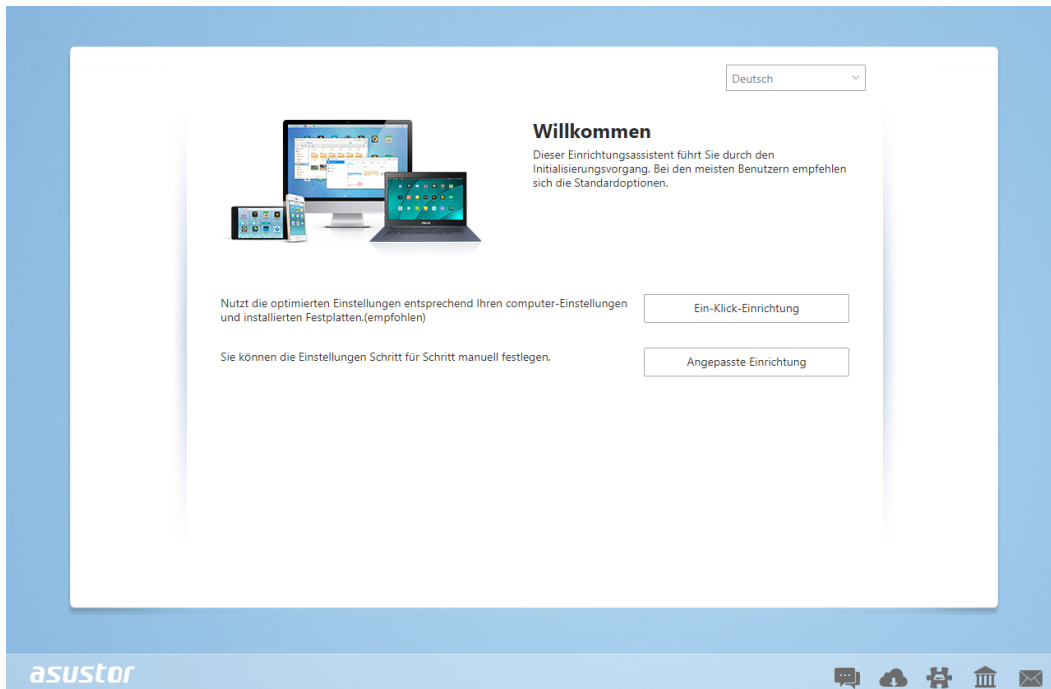 Deutsch
Willkommen
Dieser Einrichtungsassistent führt Sie durch den
Initialisierungsvorgang. Bei den meisten Benutzern empfehlen
sich die Standardoptionen.
Nutzt die optimierten Einstellungen entsprechend Ihren computer-Einstellungen
und installierten Festplatten.(empfohlen)
Ein-Klick-Einrichtung
Sie können die Einstellungen Schritt für Schritt manuell festlegen.
Angepasste Einrichtung
asustor